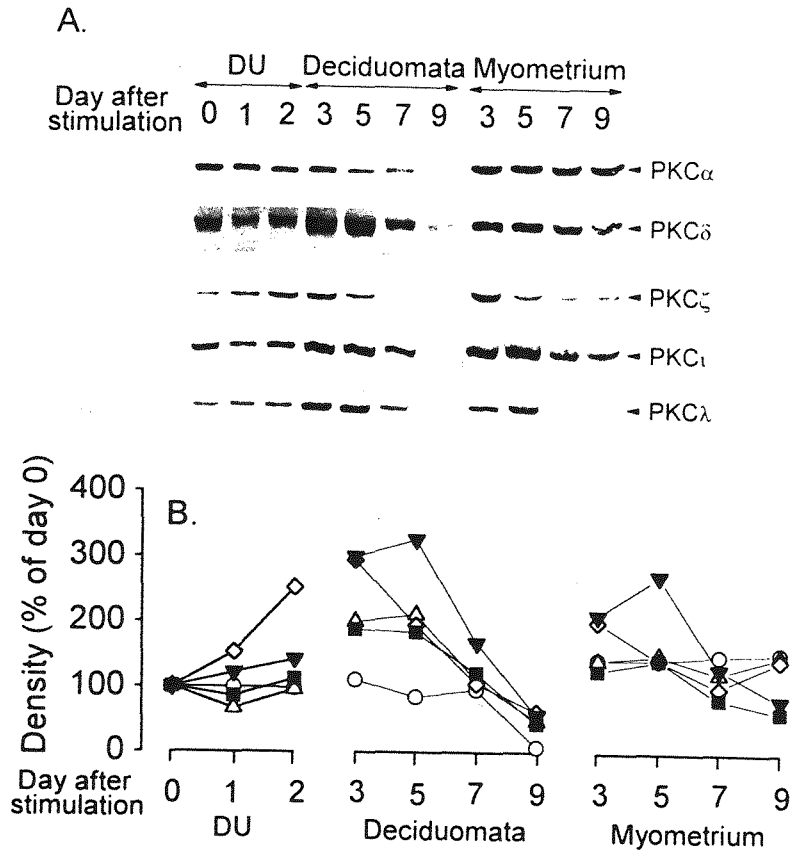 A.
DU Deciduomata Myometrium
Day after stimulation
0 1 2 3 5 7 9 3 5 7 9
PKCα
PKCδ
PKCζ
PKCι
PKCλ
B.
Density (% of day 0)
400
300
200
100
0
Day after stimulation
0 1 2 3 5 7 9 3 5 7 9
DU Deciduomata Myometrium